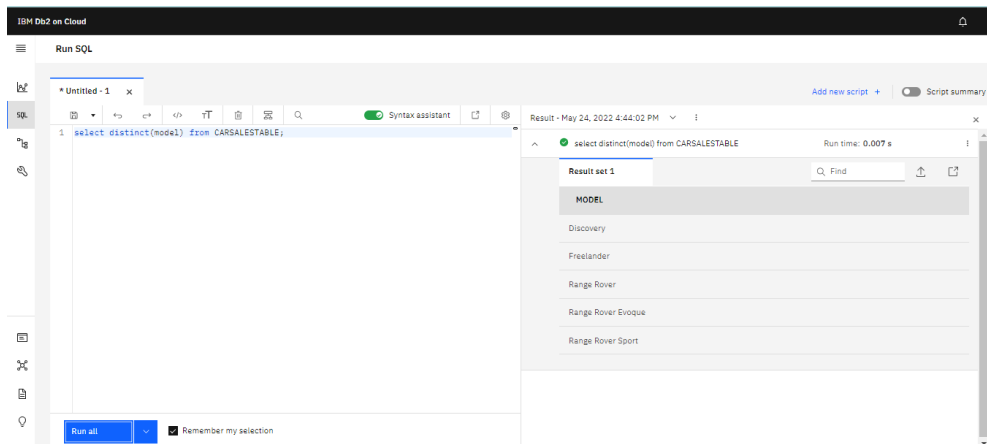 IBM Db2 on Cloud
Run SQL
* Untitled - 1 x
Add new script +
Script summary
SQL
Syntax assistant
Result - May 24, 2022 4:44:02 PM
1 select distinct(model) from CARSALESTABLE;
select distinct(model) from CARSALESTABLE
Run time: 0.007 s
Result set 1
Find
MODEL
Discovery
Freelander
Range Rover
Range Rover Evoque
Range Rover Sport
Run all
Remember my selection